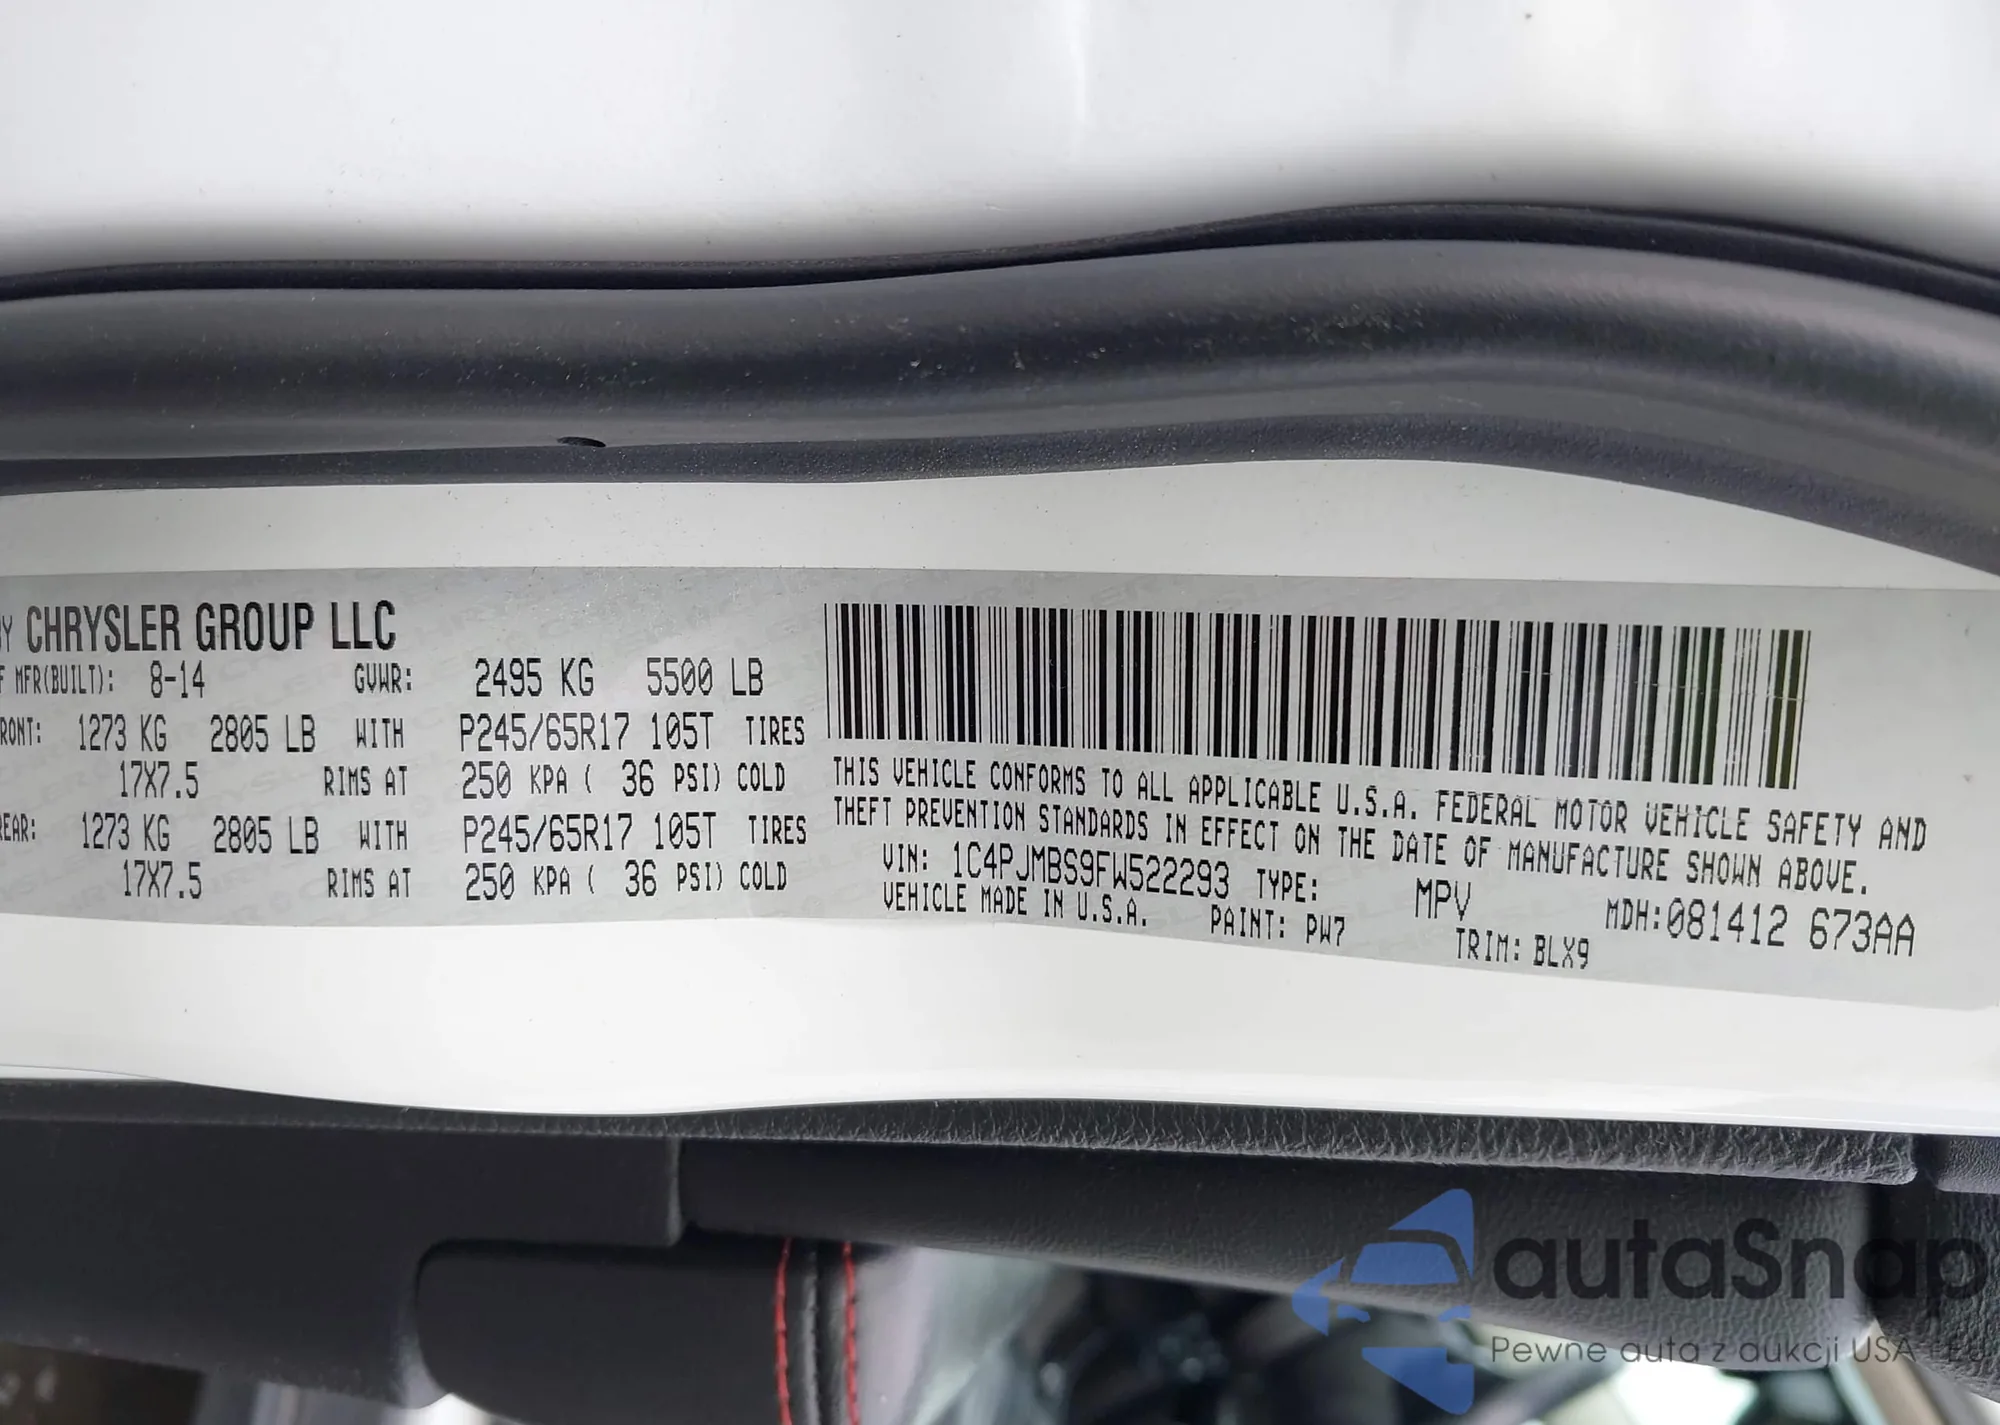 BY CHRYSLER GROUP LLC
F MFR(BUILT): 8-14 GVWR: 2495 KG 5500 LB
RONT: 1273 KG 2805 LB WITH P245/65R17 105T TIRES
17X7.5 RIMS AT 250 KPA ( 36 PSI) COLD
REAR: 1273 KG 2805 LB WITH P245/65R17 105T TIRES
17X7.5 RIMS AT 250 KPA ( 36 PSI) COLD
THIS VEHICLE CONFORMS TO ALL APPLICABLE U.S.A. FEDERAL MOTOR VEHICLE SAFETY AND
THEFT PREVENTION STANDARDS IN EFFECT ON THE DATE OF MANUFACTURE SHOWN ABOVE.
VIN: 1C4PJMBS9FW522293 TYPE: MPV MDH:081412 673AA
VEHICLE MADE IN U.S.A. PAINT: PW7 TRIM: BLX9
autaSnap
Pewne auta z aukcji USA i EU